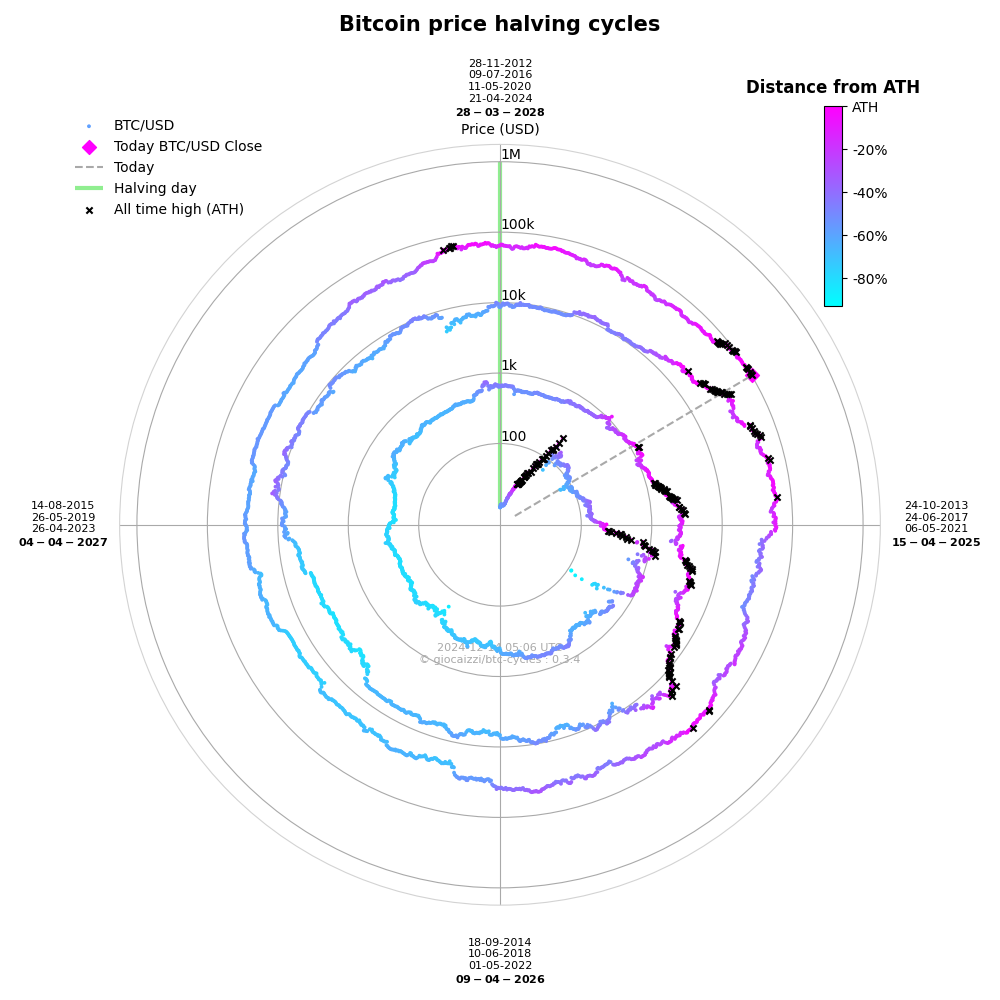 Bitcoin price halving cycles
28-11-2012
09-07-2016
11-05-2020
21-04-2024
28-03-2028
Price (USD)
Distance from ATH
ATH
-20%
-40%
-60%
-80%
BTC/USD
Today BTC/USD Close
Today
Halving day
All time high (ATH)
1M
100k
10k
1k
100
14-08-2015
26-05-2019
26-04-2023
04-04-2027
24-10-2013
24-06-2017
06-05-2021
15-04-2025
05:06 UTC
© giocaizzi/btc-cycles : 0.3.4
18-09-2014
10-06-2018
01-05-2022
09-04-2026